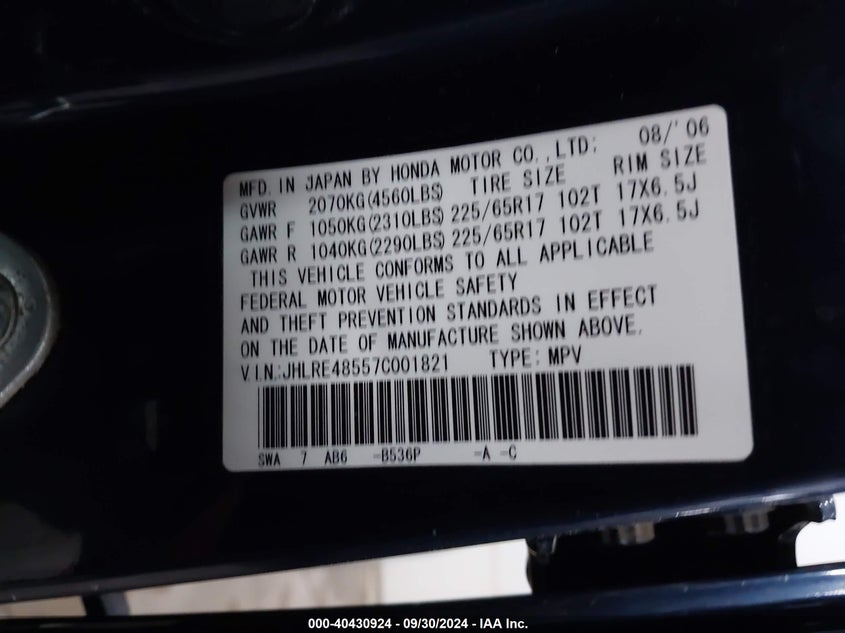 MFD. IN JAPAN BY HONDA MOTOR CO.,LTD; 08/'06
GVWR 2070KG(4560LBS) TIRE SIZE RIM SIZE
GAWR F 1050KG(2310LBS) 225/65R17 102T 17X6.5J
GAWR R 1040KG(2290LBS) 225/65R17 102T 17X6.5J
THIS VEHICLE CONFORMS TO ALL APPLICABLE
FEDERAL MOTOR VEHICLE SAFETY
AND THEFT PREVENTION STANDARDS IN EFFECT
ON THE DATE OF MANUFACTURE SHOWN ABOVE.
V.I.N:JHLRE48557C001821 TYPE: MPV
SWA 7 AB6 -B536P -A -C
000-40430924 - 09/30/2024 - IAA Inc.